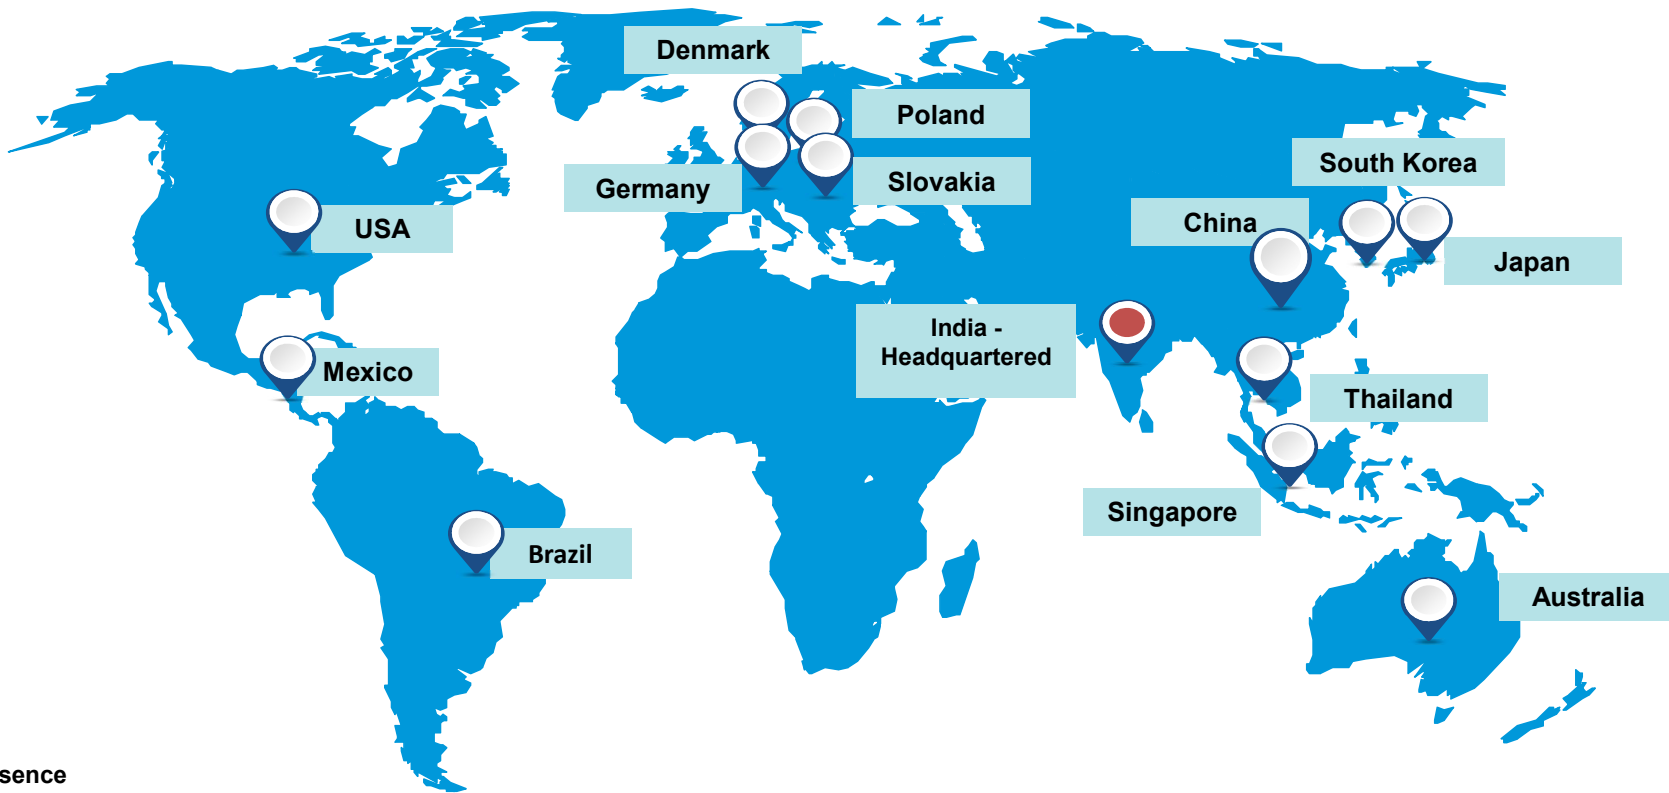 Denmark
Poland
South Korea
Germany
Slovakia
China
USA
Japan
India -
Headquartered
Mexico
Thailand
Singapore
Brazil
Australia
sence